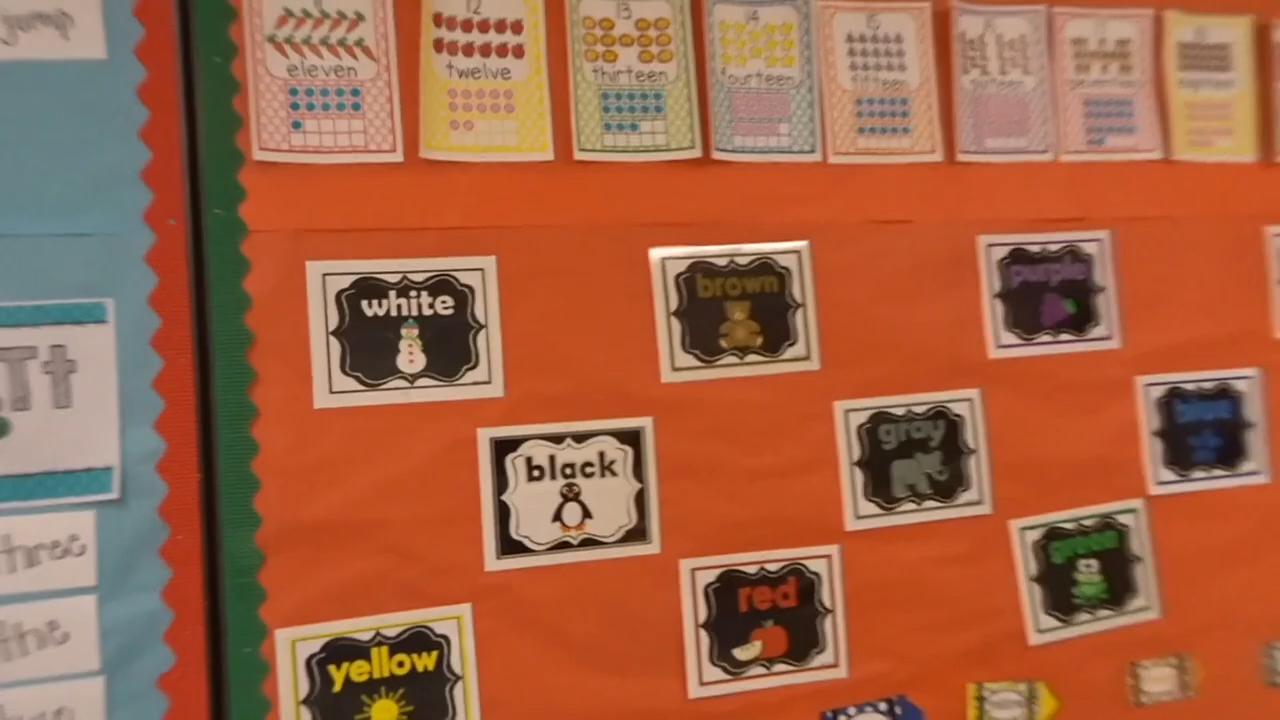 jump
12
13
14
15
eleven
twelve
thirteen
fourteen
fifteen
white
brown
purple
Tt
black
gray
blue
three
the
red
green
yellow